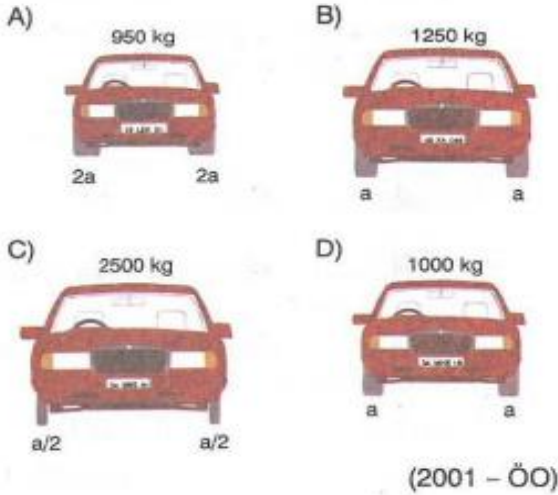 A)
950 kg
2a 2a
B)
1250 kg
a a
C)
2500 kg
a/2 a/2
D)
1000 kg
a a
(2001 – ÖO)